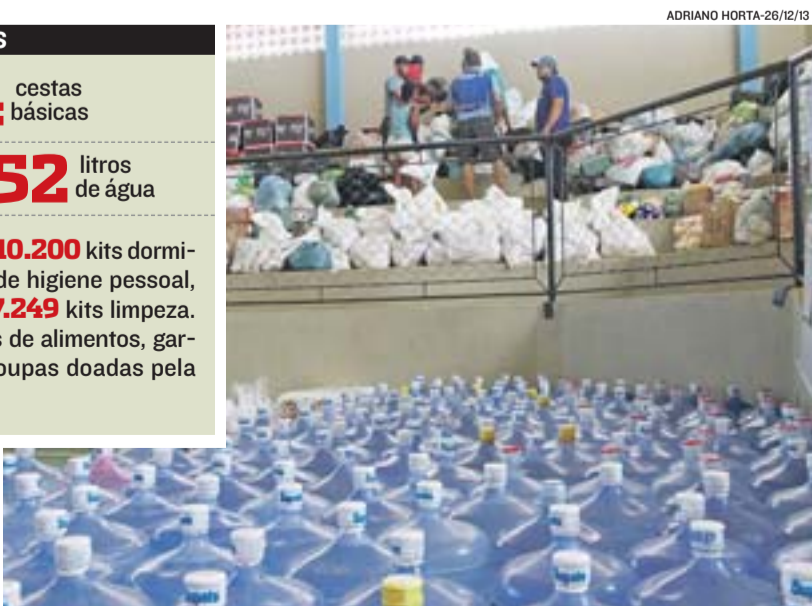 ADRIANO HORTA-26/12/13
S
cestas
básicas
52 litros
de água
10.200 kits dormi-
de higiene pessoal,
7.249 kits limpeza.
s de alimentos, gar-
oupas doadas pela